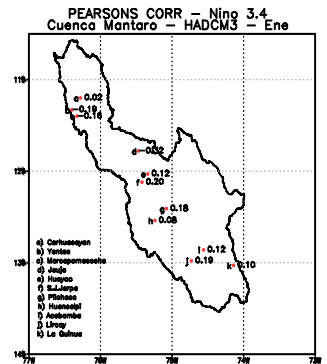 PEARSONS CORR - Nino 3.4
Cuenca Mantaro - HADCM3 - Ene
11S
a 0.02
-0.19
-0.16
12S
d -0.02
e 0.12
f 0.20
g 0.18
h 0.08
i 0.12
j 0.19
k 0.10
13S
a) Carhuacayan
b) Yantac
c) Marcapomacocha
d) Jauja
e) Huayao
f) S.J.Jarpa
g) Pilchaca
h) Huancalpi
i) Acobamba
j) Lircay
k) La Quinua
14S
77W 76W 75W 74W 73W